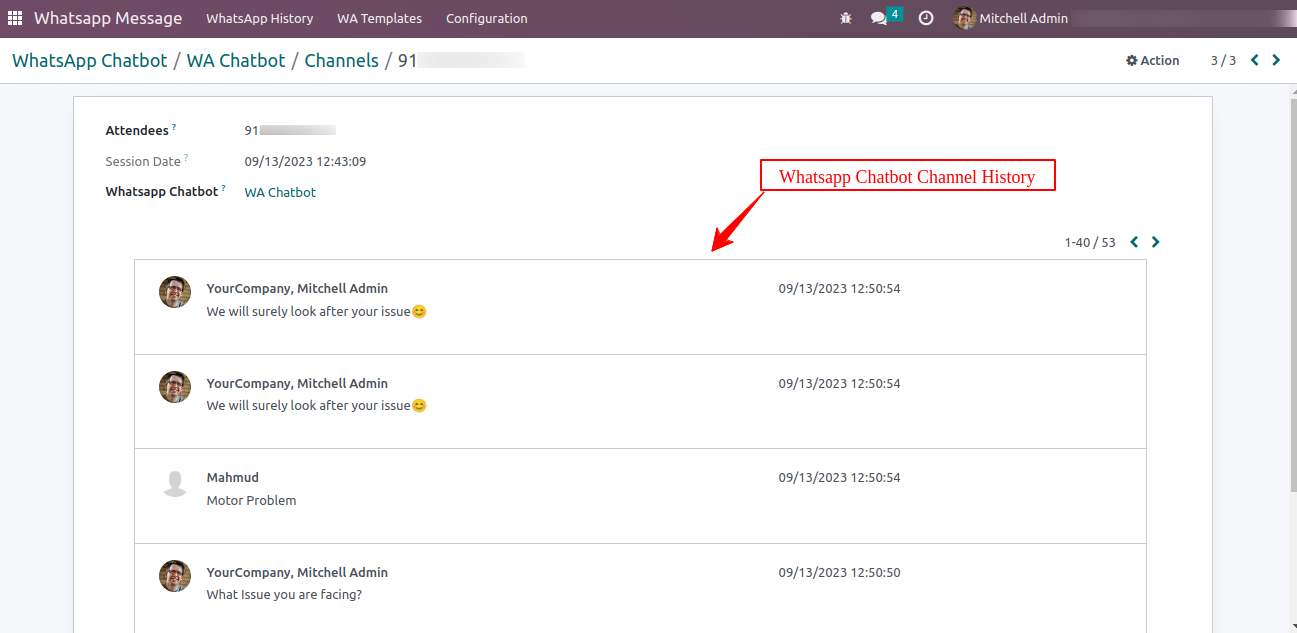 Whatsapp Message WhatsApp History WA Templates Configuration 4 Mitchell Admin
WhatsApp Chatbot / WA Chatbot / Channels / 91
Action 3 / 3
Attendees ? 91
Session Date ? 09/13/2023 12:43:09
Whatsapp Chatbot ? WA Chatbot
Whatsapp Chatbot Channel History
1-40 / 53
YourCompany, Mitchell Admin 09/13/2023 12:50:54
We will surely look after your issue😊
YourCompany, Mitchell Admin 09/13/2023 12:50:54
We will surely look after your issue😊
Mahmud 09/13/2023 12:50:54
Motor Problem
YourCompany, Mitchell Admin 09/13/2023 12:50:50
What Issue you are facing?